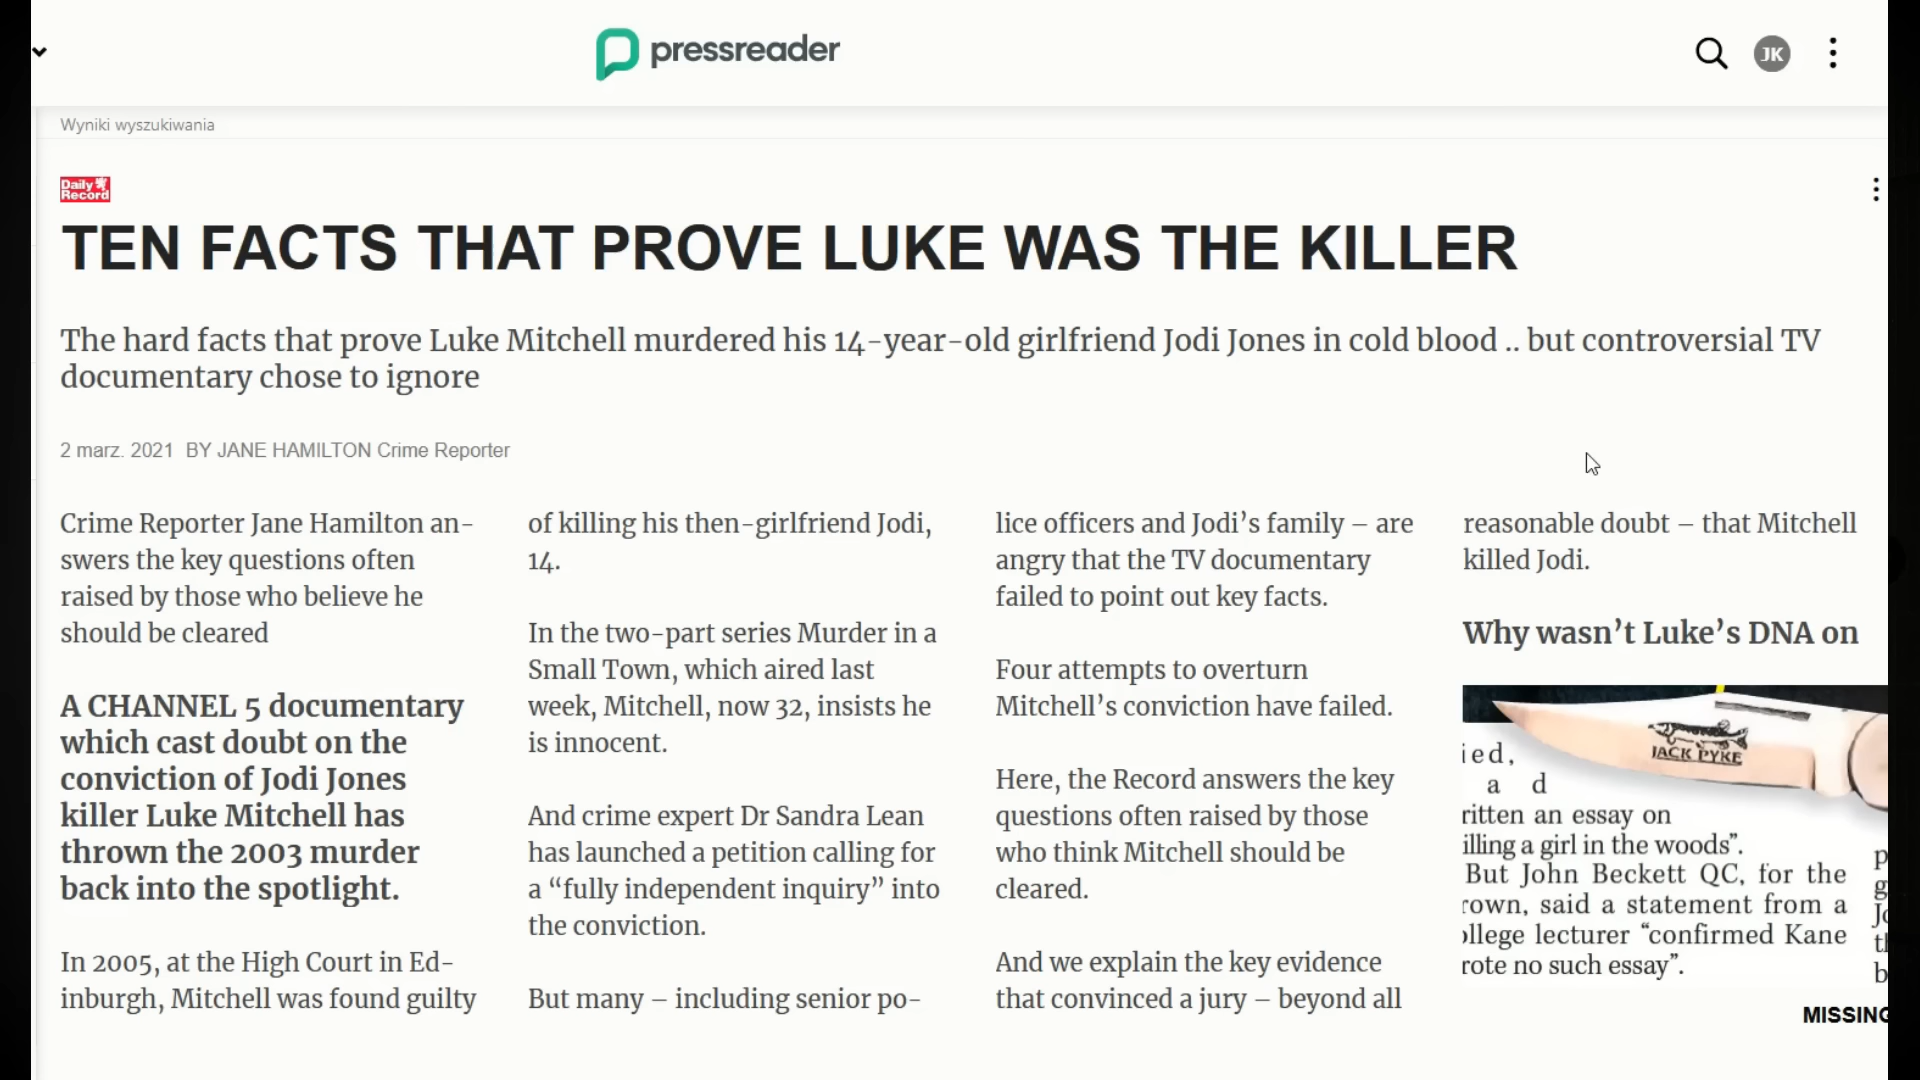 pressreader
JK
Wyniki wyszukiwania
Daily
Record
TEN FACTS THAT PROVE LUKE WAS THE KILLER
The hard facts that prove Luke Mitchell murdered his 14-year-old girlfriend Jodi Jones in cold blood .. but controversial TV
documentary chose to ignore
2 marz. 2021 BY JANE HAMILTON Crime Reporter
Crime Reporter Jane Hamilton an-
swers the key questions often
raised by those who believe he
should be cleared
A CHANNEL 5 documentary
which cast doubt on the
conviction of Jodi Jones
killer Luke Mitchell has
thrown the 2003 murder
back into the spotlight.
In 2005, at the High Court in Ed-
inburgh, Mitchell was found guilty
of killing his then-girlfriend Jodi,
14.
In the two-part series Murder in a
Small Town, which aired last
week, Mitchell, now 32, insists he
is innocent.
And crime expert Dr Sandra Lean
has launched a petition calling for
a “fully independent inquiry” into
the conviction.
But many – including senior po-
lice officers and Jodi’s family – are
angry that the TV documentary
failed to point out key facts.
Four attempts to overturn
Mitchell’s conviction have failed.
Here, the Record answers the key
questions often raised by those
who think Mitchell should be
cleared.
And we explain the key evidence
that convinced a jury – beyond all
reasonable doubt – that Mitchell
killed Jodi.
Why wasn’t Luke’s DNA on
JACK PYKE
ied,
a d
ritten an essay on
illing a girl in the woods”.
But John Beckett QC, for the
rown, said a statement from a
ollege lecturer “confirmed Kane
rote no such essay”.
MISSING